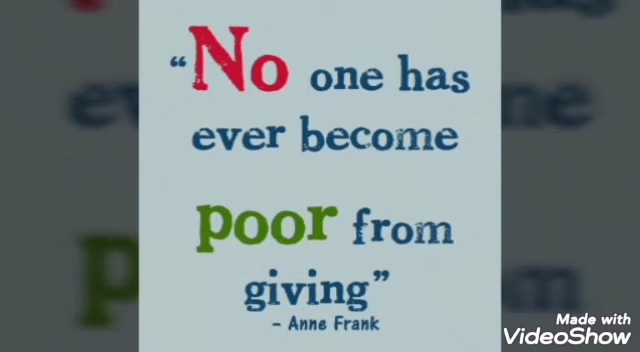 “No one has
ever become
poor from
giving”
- Anne Frank
Made with
VideoShow